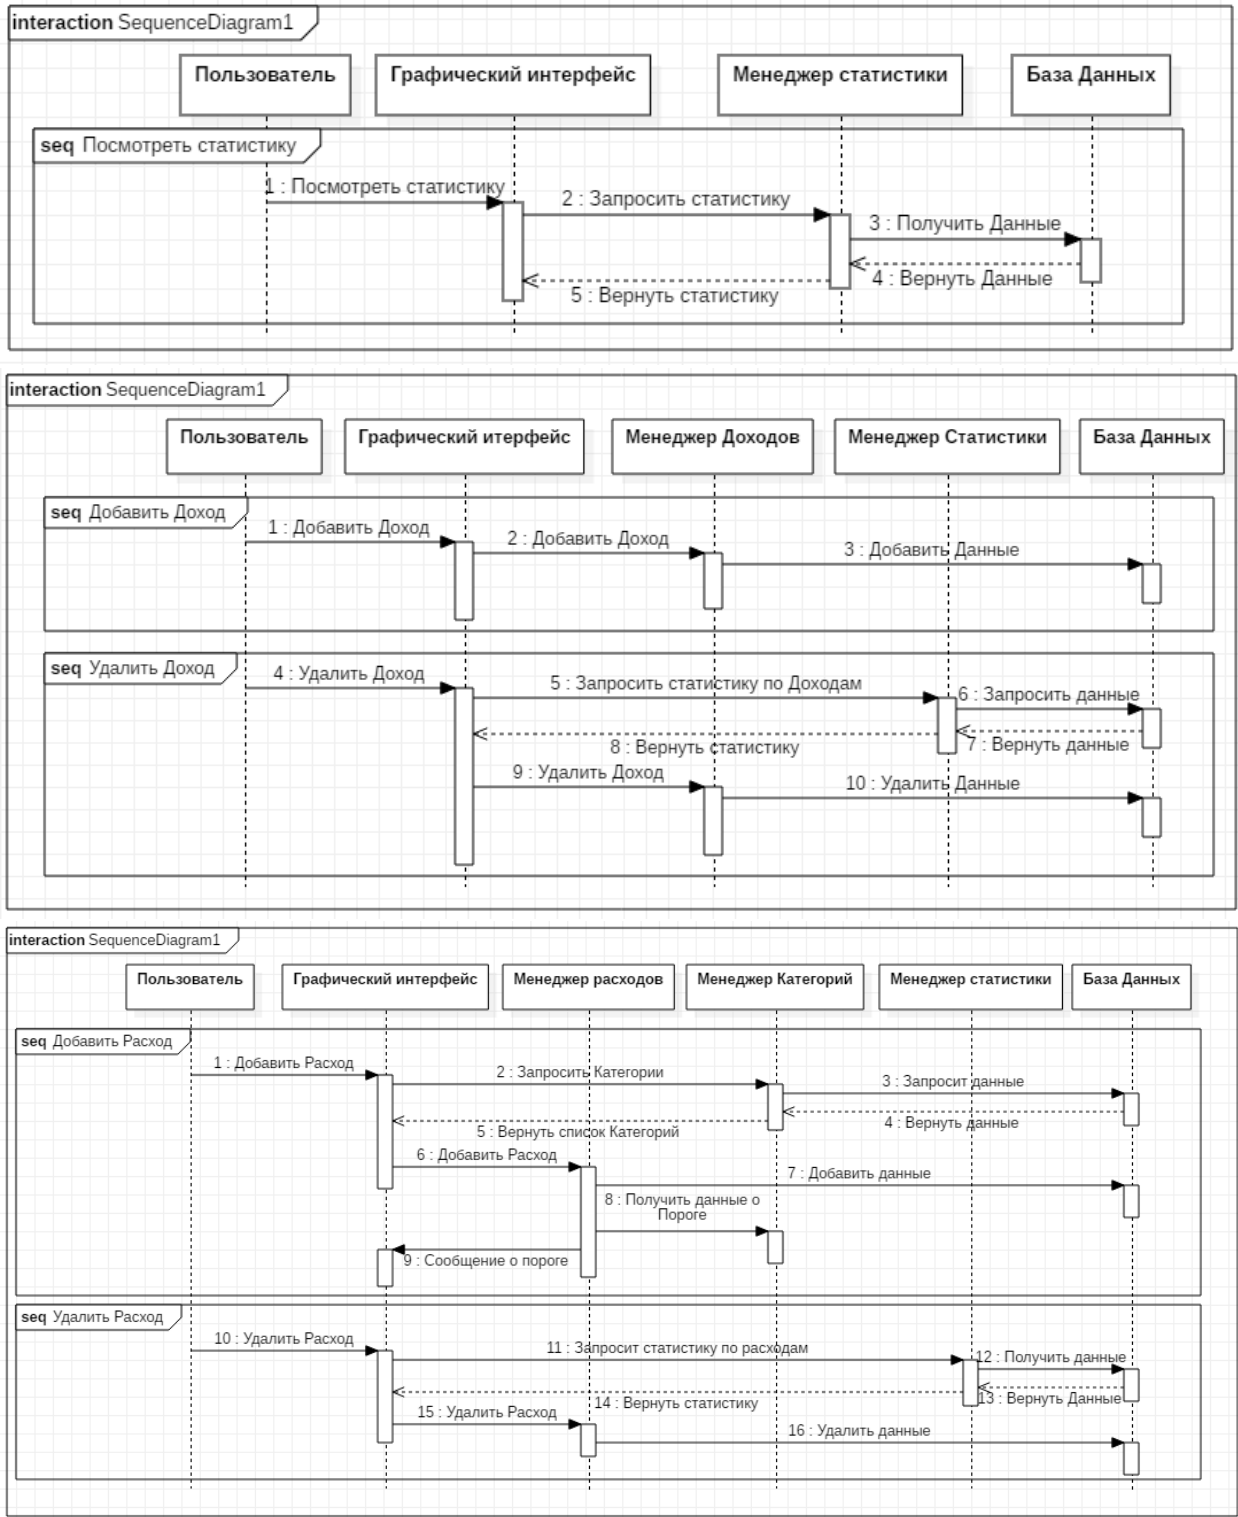 interaction SequenceDiagram1
Пользователь
Графический интерфейс
Менеджер статистики
База Данных
seq Посмотреть статистику
1 : Посмотреть статистику
2 : Запросить статистику
3 : Получить Данные
4 : Вернуть Данные
5 : Вернуть статистику
interaction SequenceDiagram1
Пользователь
Графический итерфейс
Менеджер Доходов
Менеджер Статистики
База Данных
seq Добавить Доход
1 : Добавить Доход
2 : Добавить Доход
3 : Добавить Данные
seq Удалить Доход
4 : Удалить Доход
5 : Запросить статистику по Доходам
6 : Запросить данные
7 : Вернуть данные
8 : Вернуть статистику
9 : Удалить Доход
10 : Удалить Данные
interaction SequenceDiagram1
Пользователь
Графический интерфейс
Менеджер расходов
Менеджер Категорий
Менеджер статистики
База Данных
seq Добавить Расход
1 : Добавить Расход
2 : Запросить Категории
3 : Запросит данные
4 : Вернуть данные
5 : Вернуть список Категорий
6 : Добавить Расход
7 : Добавить данные
8 : Получить данные о
Пороге
9 : Сообщение о пороге
seq Удалить Расход
10 : Удалить Расход
11 : Запросит статистику по расходам
12 : Получить данные
13 : Вернуть Данные
14 : Вернуть статистику
15 : Удалить Расход
16 : Удалить данные